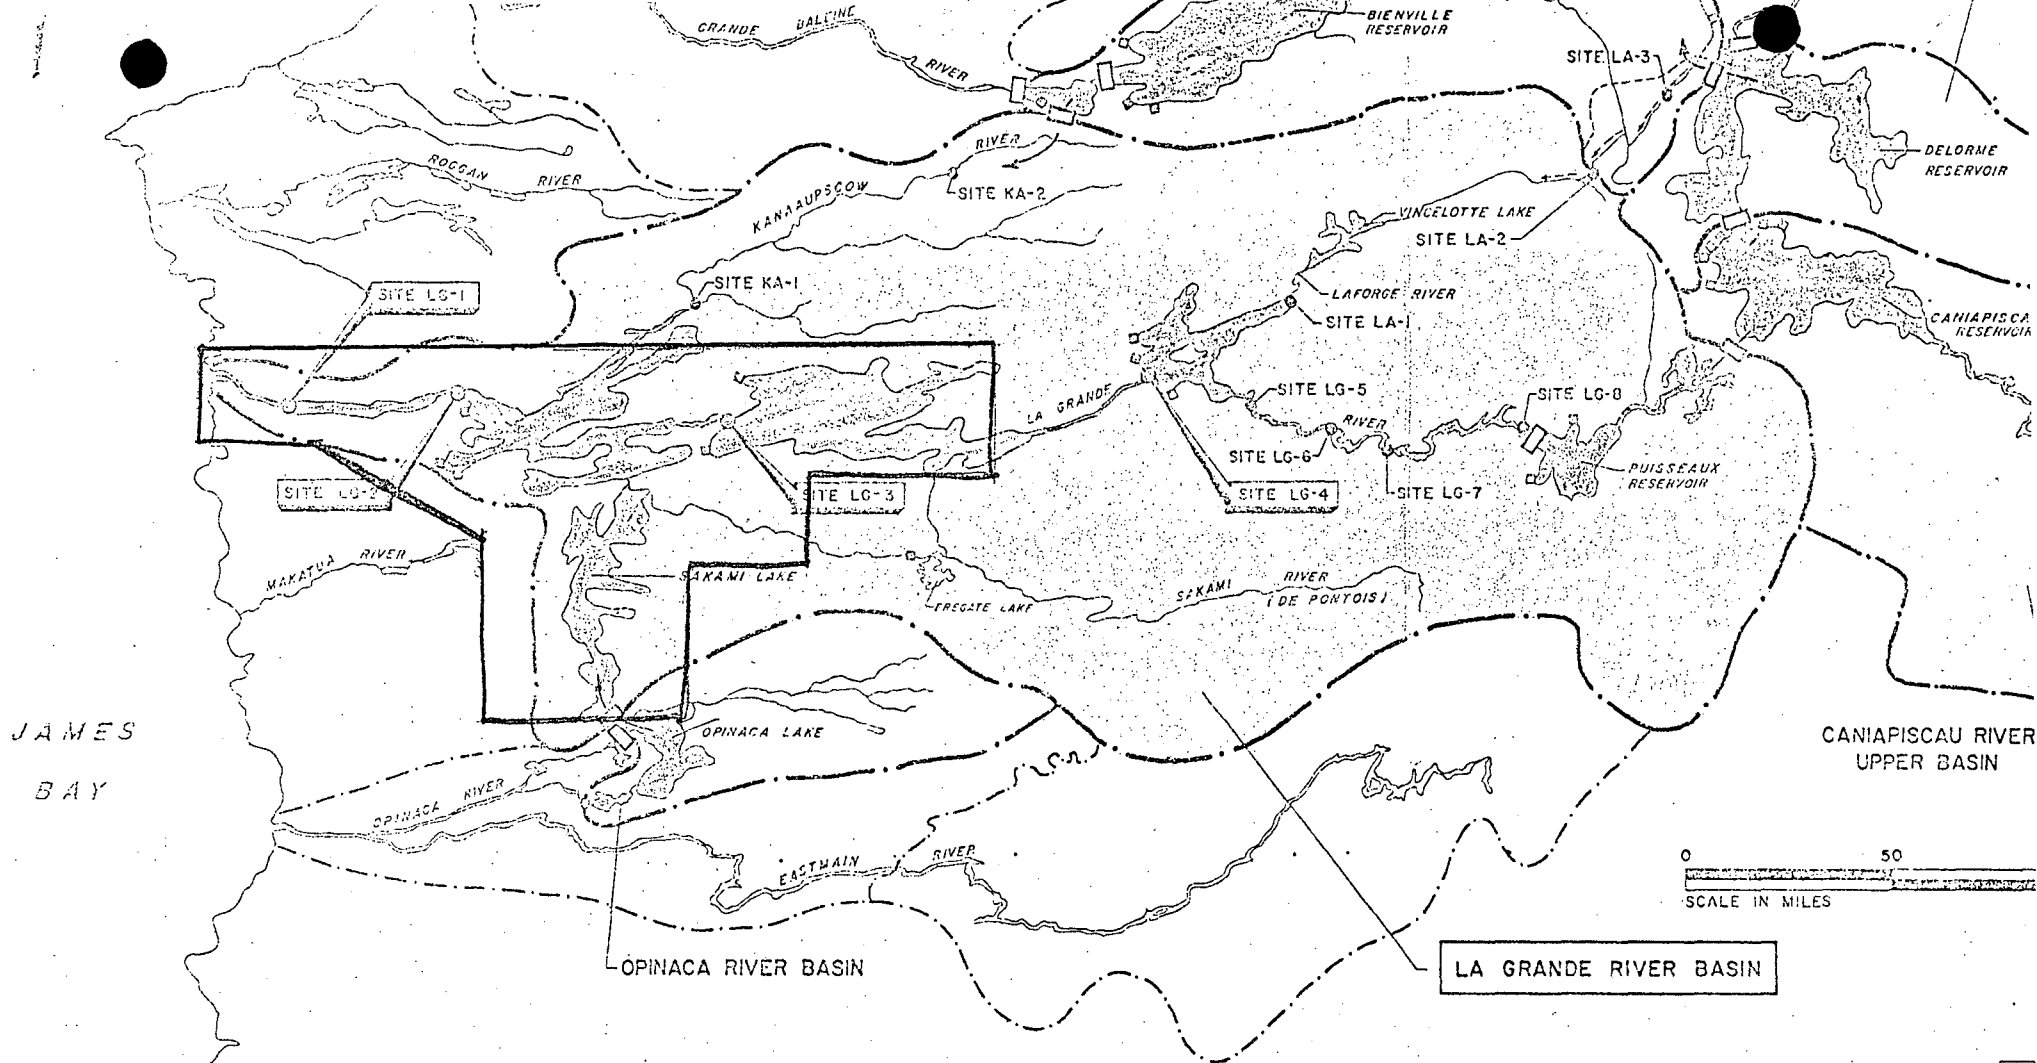 GRANDE BALEINE
RIVER
BIENVILLE
RESERVOIR
SITE LA-3
DELORME
RESERVOIR
ROGGAN RIVER
RIVER
KANAAUPSCOW
SITE KA-2
VINCELOTTE LAKE
SITE LA-2
SITE KA-1
SITE LG-1
LAFORGE RIVER
SITE LA-1
CANIAPISCA
RESERVOIR
LA GRANDE
SITE LG-5
RIVER
SITE LG-8
SITE LG-6
SITE LG-7
PUISSEAUX
RESERVOIR
SITE LG-2
SITE LG-3
SITE LG-4
MAKATUA RIVER
SAKAMI LAKE
FREGATE LAKE
SAKAMI RIVER
(DE PONTOIS)
JAMES
BAY
OPINACA LAKE
OPINACA RIVER
EASTMAIN RIVER
CANIAPISCAU RIVER
UPPER BASIN
0 50
SCALE IN MILES
OPINACA RIVER BASIN
LA GRANDE RIVER BASIN